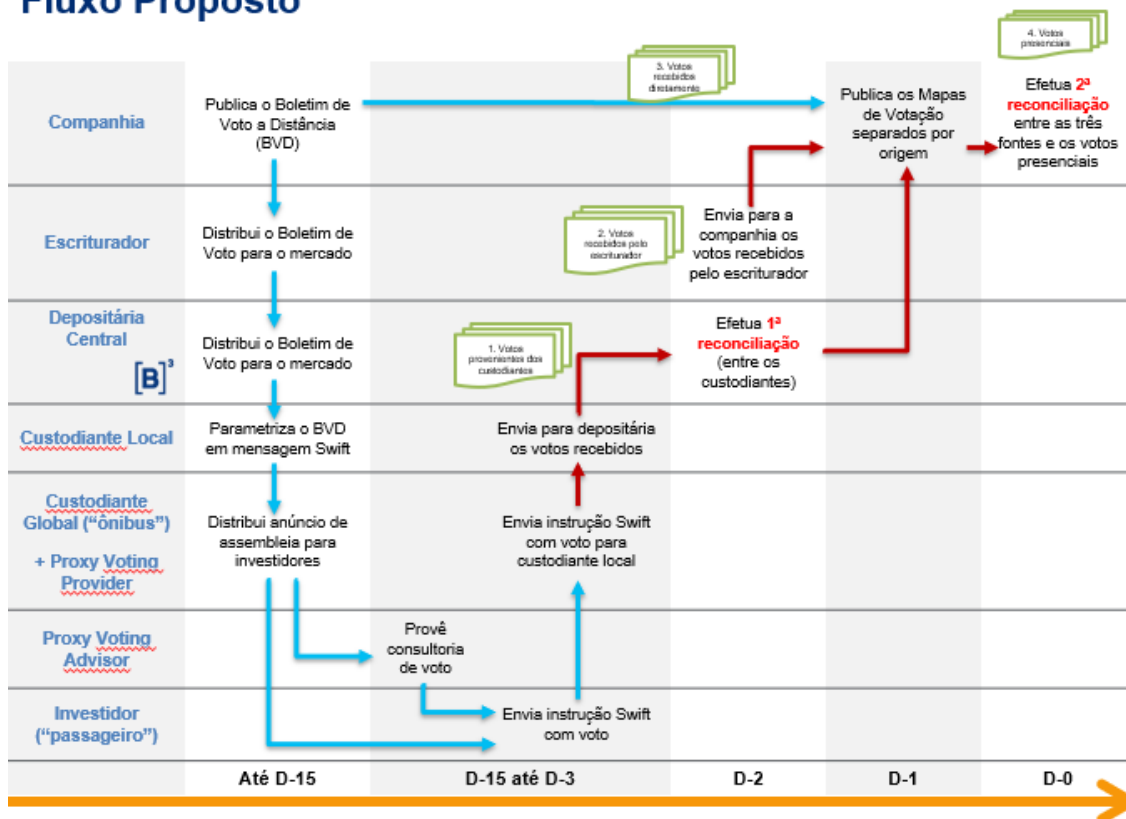 Fluxo Proposto
4. Votos
presenciais
3. Votos
recebidos
diretamente
Companhia
Publica o Boletim de
Voto a Distância
(BVD)
Publica os Mapas
de Votação
separados por
origem
Efetua 2ª
reconciliação
entre as três
fontes e os votos
presenciais
Escriturador
Distribui o Boletim de
Voto para o mercado
2. Votos
recebidos pelo
escriturador
Envia para a
companhia os
votos recebidos
pelo escriturador
Depositária
Central
[B]³
Distribui o Boletim de
Voto para o mercado
1. Votos
provenientes dos
custodiantes
Efetua 1ª
reconciliação
(entre os
custodiantes)
Custodiante Local
Parametriza o BVD
em mensagem Swift
Envia para depositária
os votos recebidos
Custodiante
Global ("ônibus")
+ Proxy Voting
Provider
Distribui anúncio de
assembleia para
investidores
Envia instrução Swift
com voto para
custodiante local
Proxy Voting
Advisor
Provê
consultoria
de voto
Investidor
("passageiro")
Envia instrução Swift
com voto
Até D-15
D-15 até D-3
D-2
D-1
D-0